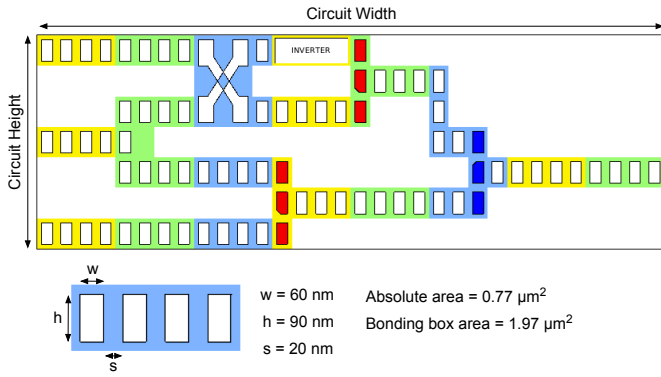 Circuit Width
INVERTER
Circuit Height
w
h
s
w = 60 nm
h = 90 nm
s = 20 nm
Absolute area = 0.77 µm²
Bonding box area = 1.97 µm²